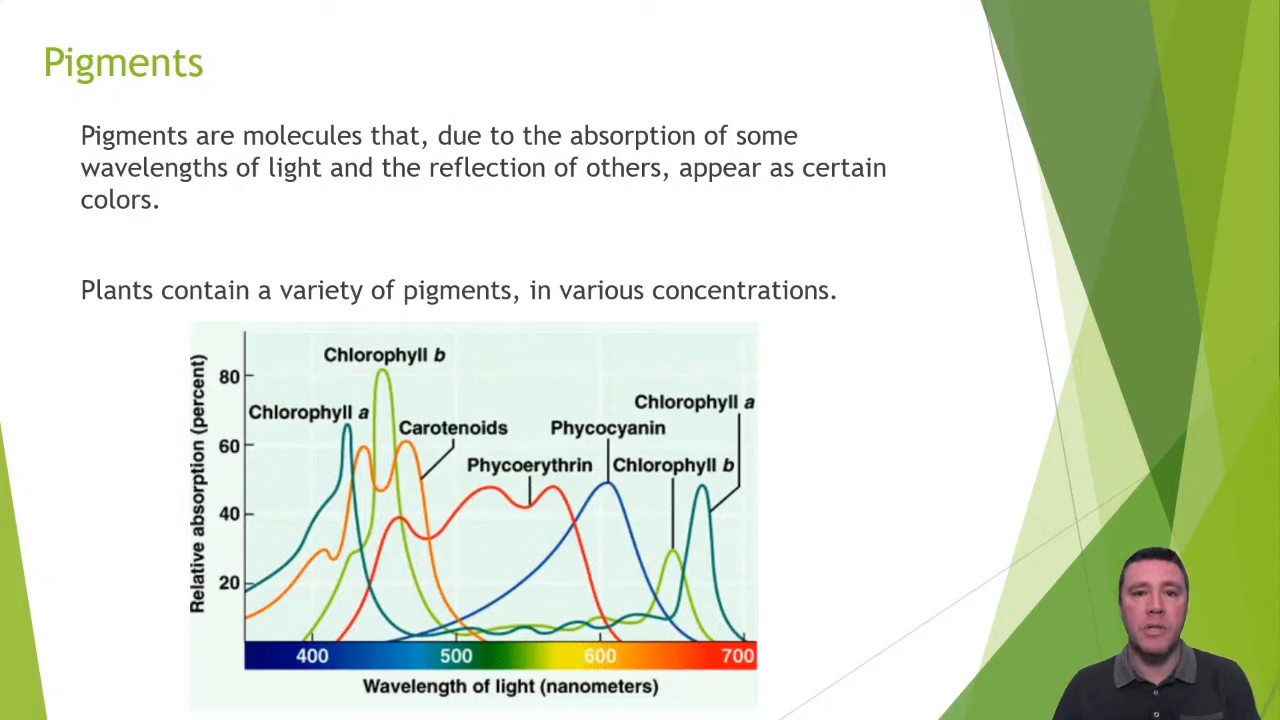 Pigments
Pigments are molecules that, due to the absorption of some
wavelengths of light and the reflection of others, appear as certain
colors.
Plants contain a variety of pigments, in various concentrations.
Chlorophyll b
Chlorophyll a
Chlorophyll a
Carotenoids
Phycocyanin
Phycoerythrin
Chlorophyll b
Relative absorption (percent)
80
60
40
20
400 500 600 700
Wavelength of light (nanometers)